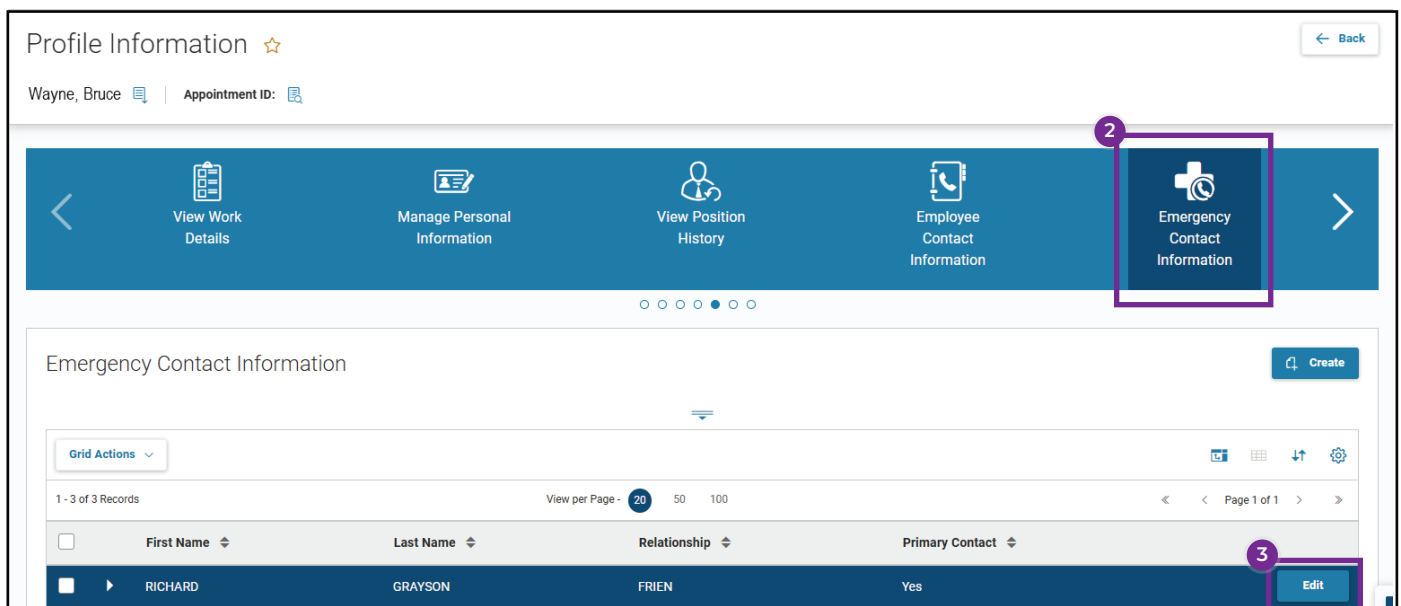 Profile Information
Back
Wayne, Bruce
Appointment ID:
2
View Work
Details
Manage Personal
Information
View Position
History
Employee
Contact
Information
Emergency
Contact
Information
Emergency Contact Information
Create
Grid Actions
1 - 3 of 3 Records
View per Page - 20 50 100
Page 1 of 1
First Name Last Name Relationship Primary Contact
3
RICHARD GRAYSON FRIEN Yes Edit